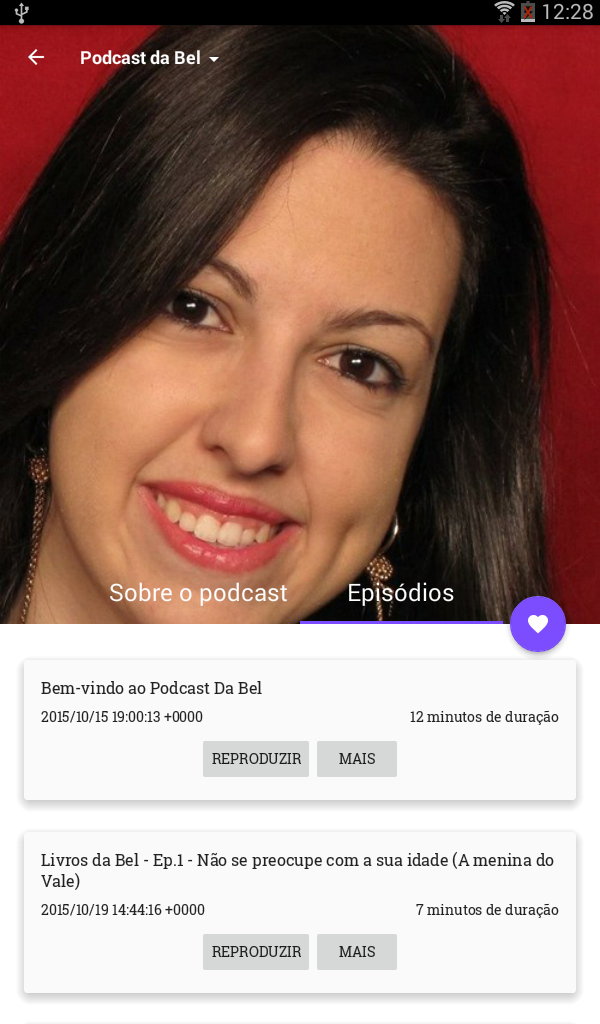 12:28
Podcast da Bel
Sobre o podcast
Episódios
Bem-vindo ao Podcast Da Bel
2015/10/15 19:00:13 +0000
12 minutos de duração
REPRODUZIR
MAIS
Livros da Bel - Ep.1 - Não se preocupe com a sua idade (A menina do
Vale)
2015/10/19 14:44:16 +0000
7 minutos de duração
REPRODUZIR
MAIS